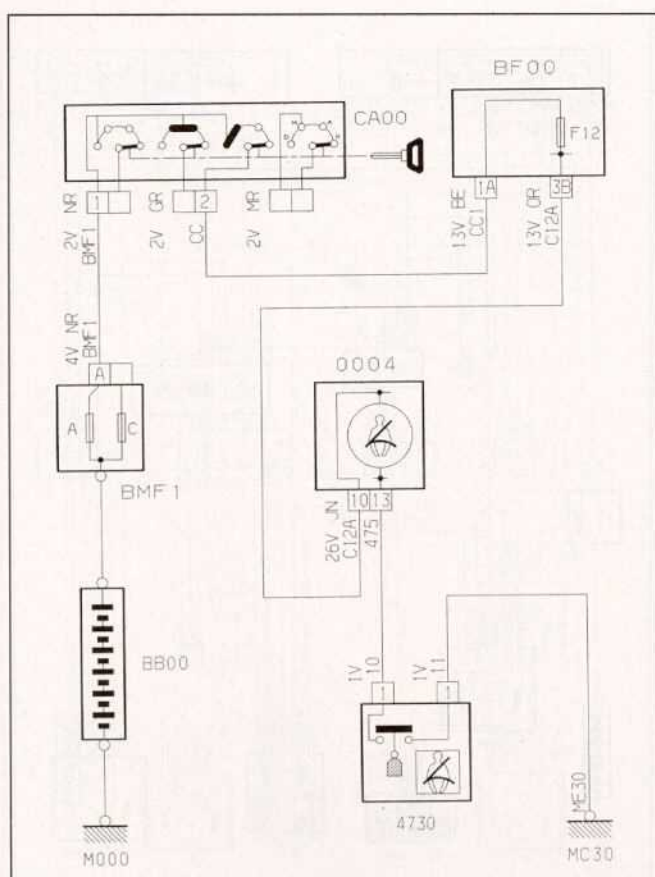 BF00
CA00
F12
NR 1
GR 2
MR
1A
3B
2V BMF1
2V CC
2V
13V BE CC1
13V OR C12A
4V NR BMF1
A
0004
A C
BMF1
10 13
26V JN C12A
475
BB00
1V 10
1V 11
1 1
4730
M000
ME30
MC30